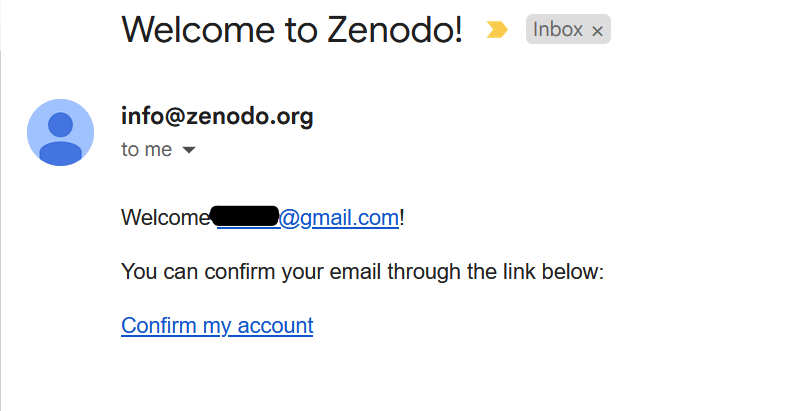 Welcome to Zenodo! Inbox ×
info@zenodo.org
to me
Welcome @gmail.com!
You can confirm your email through the link below:
Confirm my account